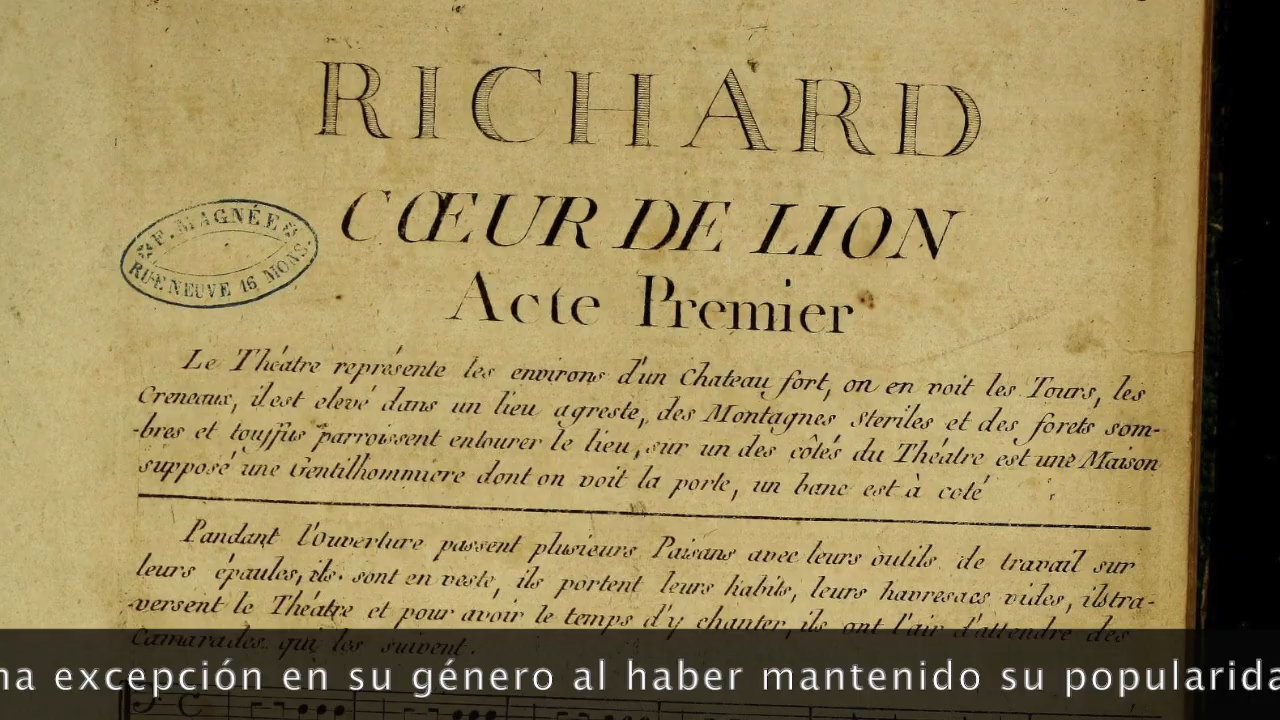 RICHARD
CŒUR DE LION
F. MAGNÉE
RUE NEUVE 16 MONS.
Acte Premier
Le Théatre représente les environs d'un Chateau fort, on en voit les Tours, les
Creneaux, il est elevé dans un lieu agreste, des Montagnes steriles et des forets som-
-bres et touffus parroissent entourer le lieu, sur un des côtés du Théatre est une Maison
supposé une Gentilhommiere dont on voit la porte, un banc est à coté
Pandant l'Ouverture passent plusieurs Paisans avec leurs outils de travail sur
leurs épaules, ils sont en veste, ils portent leurs habits, leurs havresacs vides, ils tra-
-versent le Théatre et pour avoir le temps d'y chanter, ils ont l'air d'attendre des
Camarades qui les suivent.
na excepción en su género al haber mantenido su popularida